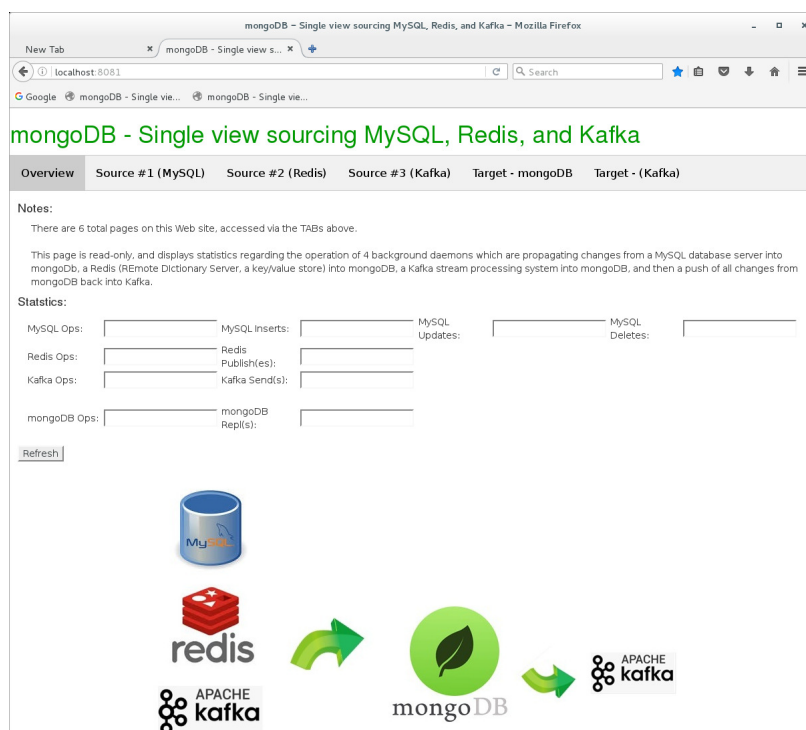 mongoDB - Single view sourcing MySQL, Redis, and Kafka - Mozilla Firefox
New Tab
mongoDB - Single view s...
localhost:8081
Search
Google mongoDB - Single vie... mongoDB - Single vie...
mongoDB - Single view sourcing MySQL, Redis, and Kafka
Overview Source #1 (MySQL) Source #2 (Redis) Source #3 (Kafka) Target - mongoDB Target - (Kafka)
Notes:
There are 6 total pages on this Web site, accessed via the TABs above.
This page is read-only, and displays statistics regarding the operation of 4 background daemons which are propagating changes from a MySQL database server into
mongoDb, a Redis (REmote DIctionary Server, a key/value store) into mongoDB, a Kafka stream processing system into mongoDB, and then a push of all changes from
mongoDB back into Kafka.
Statstics:
MySQL Ops: MySQL Inserts: MySQL Updates: MySQL Deletes:
Redis Ops: Redis Publish(es):
Kafka Ops: Kafka Send(s):
mongoDB Ops: mongoDB Repl(s):
Refresh
MySQL
redis
APACHE
kafka
mongoDB
APACHE
kafka